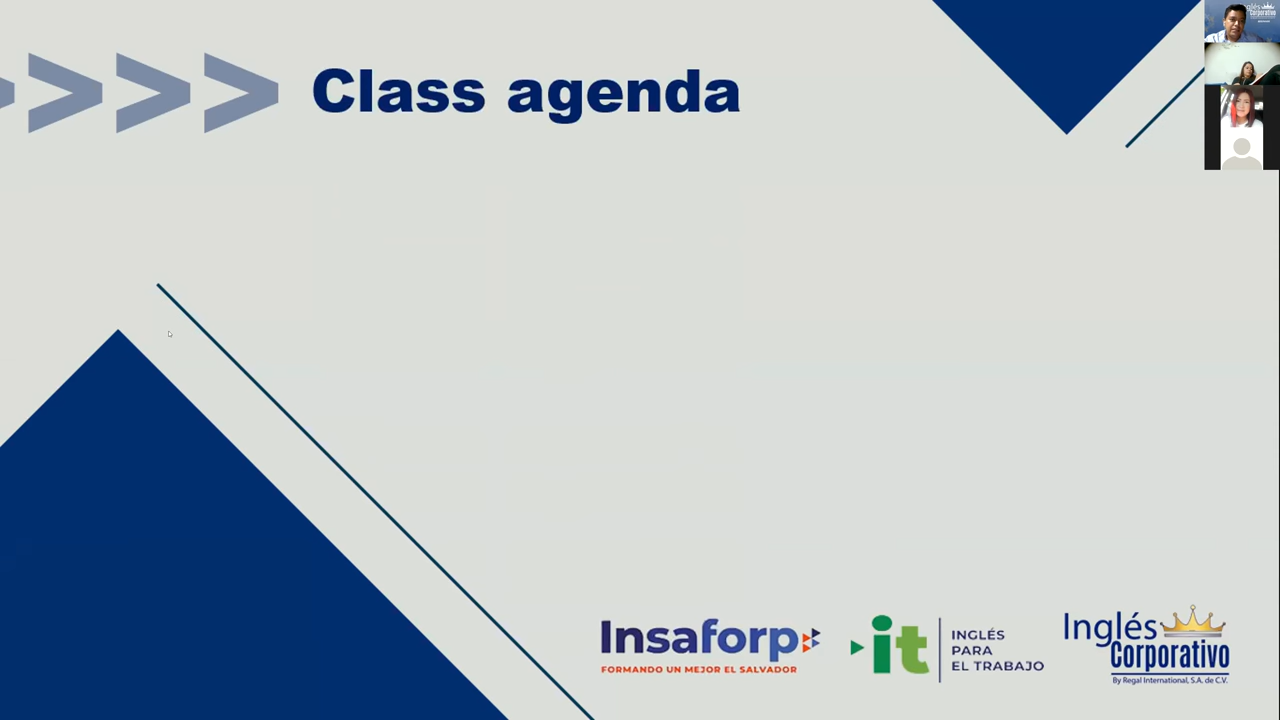 Class agenda
Insaforp
FORMANDO UN MEJOR EL SALVADOR
it
INGLÉS
PARA
EL TRABAJO
Inglés
Corporativo
By Regal International, S.A. de C.V.